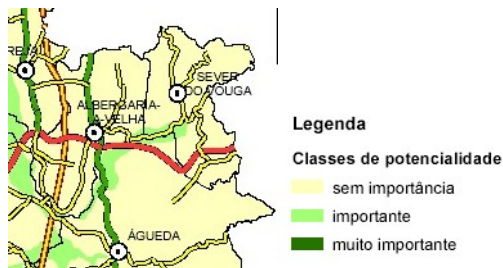 SEVER
DO VOUGA
ALBERGARIA-
A-VELHA
ÁGUEDA
Legenda
Classes de potencialidade
sem importância
importante
muito importante